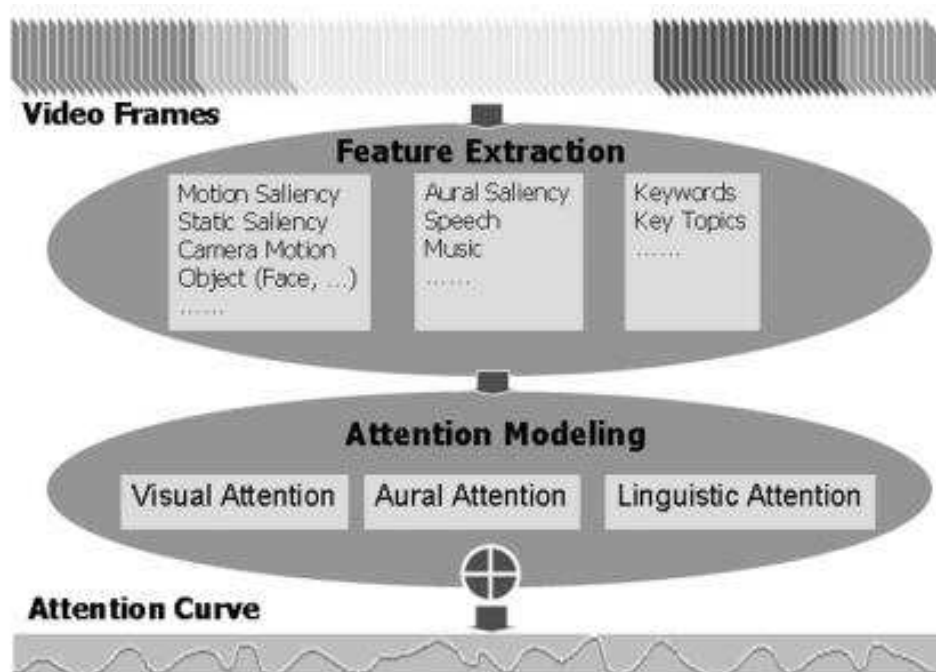 Video Frames
Feature Extraction
Motion Saliency
Static Saliency
Camera Motion
Object (Face, ...)
......
Aural Saliency
Speech
Music
......
Keywords
Key Topics
......
Attention Modeling
Visual Attention
Aural Attention
Linguistic Attention
Attention Curve